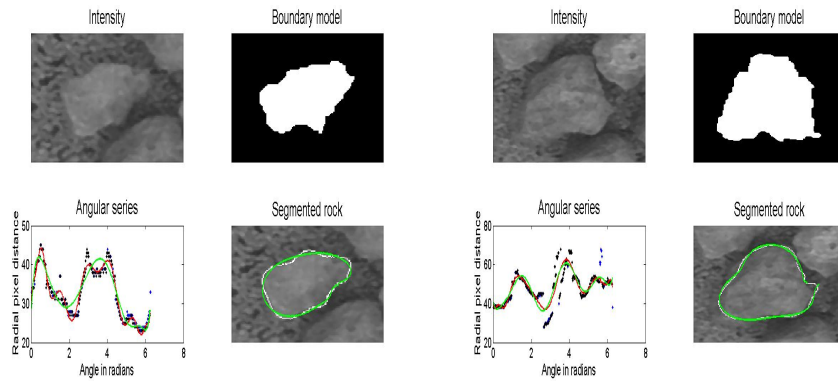 Intensity
Boundary model
Intensity
Boundary model
Angular series
Segmented rock
Angular series
Segmented rock
Radial pixel distance
50
40
30
20
0 2 4 6 8
Angle in radians
Radial pixel distance
80
60
40
20
0 2 4 6 8
Angle in radians